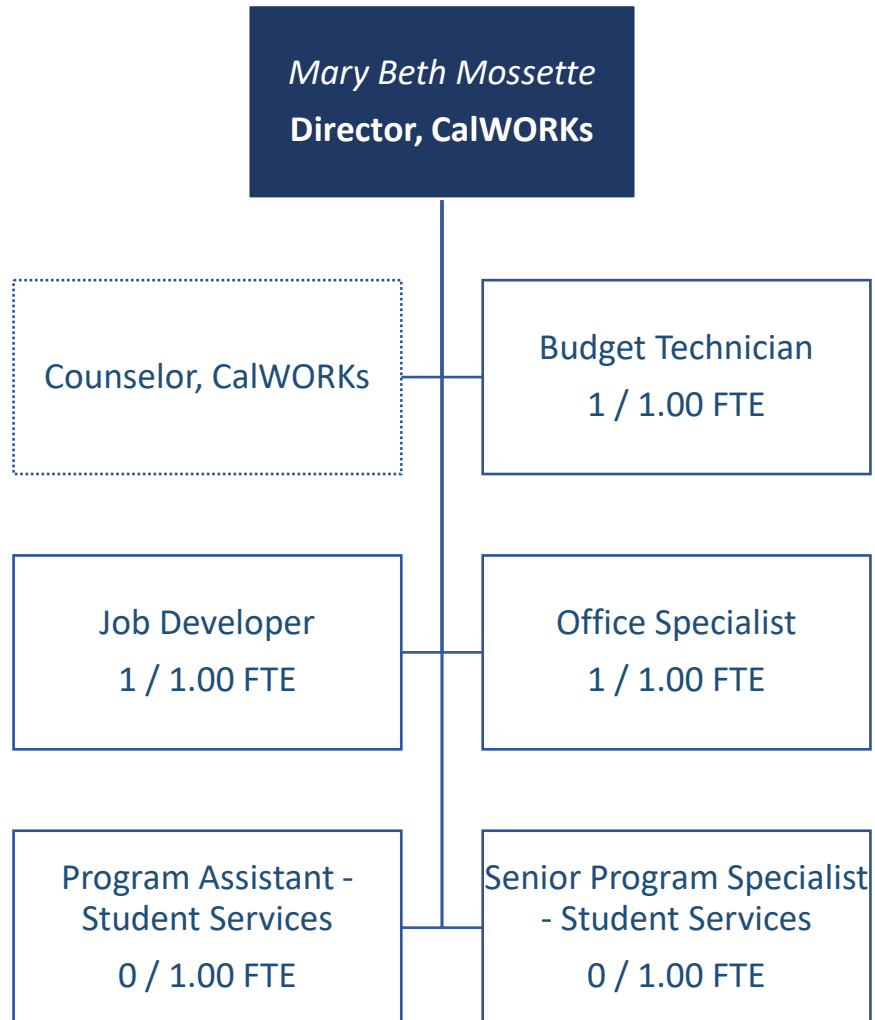 Mary Beth Mossette
Director, CalWORKs
Counselor, CalWORKs
Budget Technician
1 / 1.00 FTE
Job Developer
1 / 1.00 FTE
Office Specialist
1 / 1.00 FTE
Program Assistant -
Student Services
0 / 1.00 FTE
Senior Program Specialist
- Student Services
0 / 1.00 FTE